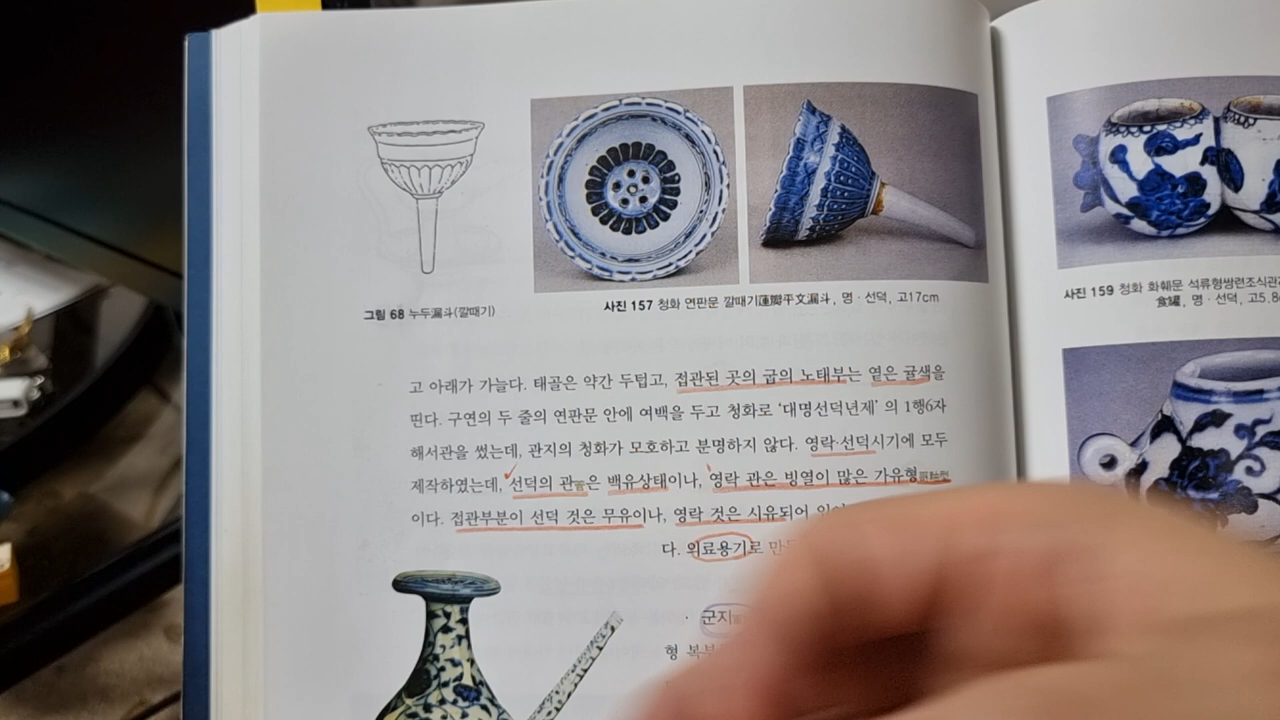 그림 68 누두漏斗(깔때기)
사진 157 청화 연판문 깔때기蓮瓣平文漏斗, 명 · 선덕, 고17cm
고 아래가 가늘다. 태골은 약간 두텁고, 접관된 곳의 굽의 노태부는 옅은 귤색을
띤다. 구연의 두 줄의 연판문 안에 여백을 두고 청화로 ‘대명선덕년제’ 의 1행6자
해서관을 썼는데, 관지의 청화가 모호하고 분명하지 않다. 영락·선덕시기에 모두
제작하였는데, 선덕의 관은 백유상태이나, 영락 관은 빙열이 많은 가유형
이다. 접관부분이 선덕 것은 무유이나, 영락 것은 시유되어
다. 의료용기로
· 군지
형
사진 159 청화 화훼문 석류형쌍련조식관
食罐, 명 · 선덕, 고5.8